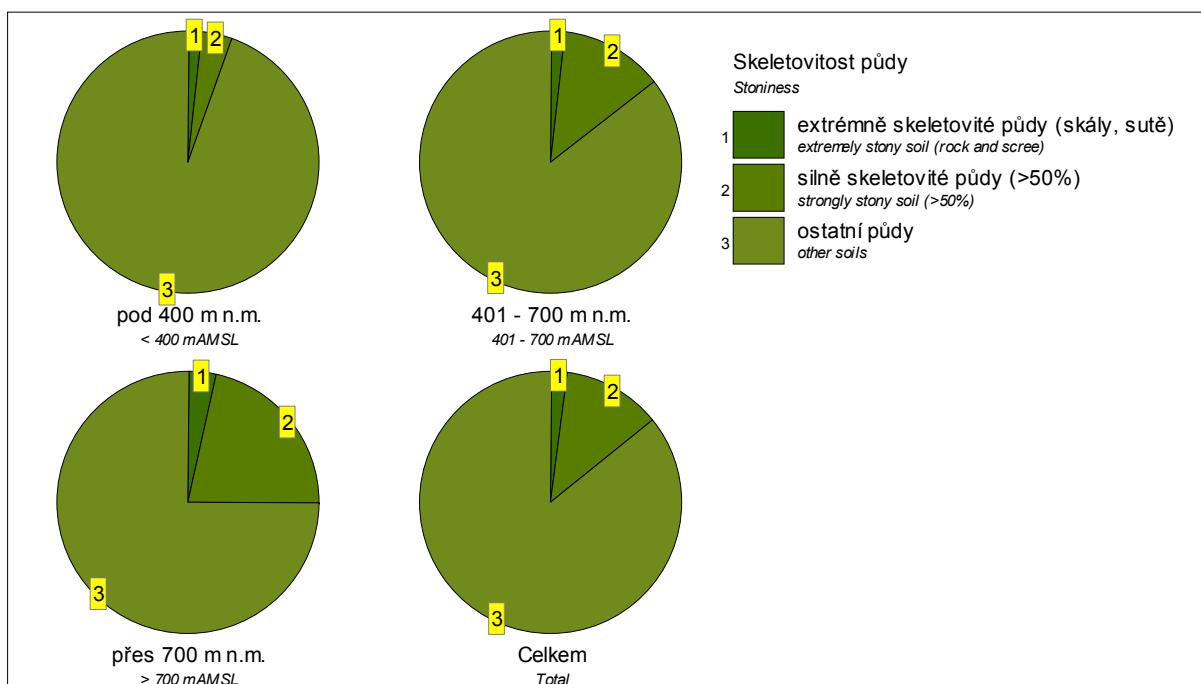 1
2
3
pod 400 m n.m.
< 400 mAMSL
1
2
3
401 - 700 m n.m.
401 - 700 mAMSL
1
2
3
přes 700 m n.m.
> 700 mAMSL
1
2
3
Celkem
Total
Skeletovitost půdy
Stoniness
1 extrémně skeletovité půdy (skály, sutě)
extremely stony soil (rock and scree)
2 silně skeletovité půdy (>50%)
strongly stony soil (>50%)
3 ostatní půdy
other soils